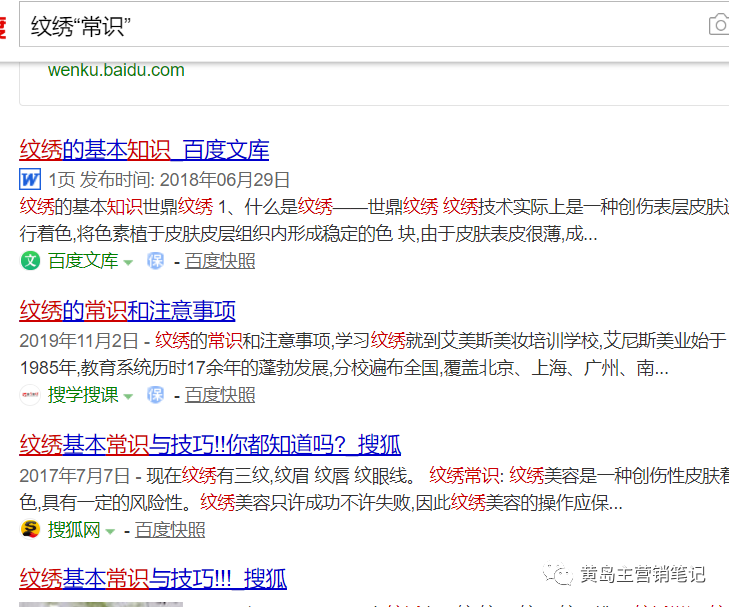 纹绣“常识”
wenku.baidu.com
纹绣的基本知识_百度文库
1页 发布时间: 2018年06月29日
纹绣的基本知识世鼎纹绣 1、什么是纹绣——世鼎纹绣 纹绣技术实际上是一种创伤表层皮肤
行着色,将色素植于皮肤皮层组织内形成稳定的色 块,由于皮肤表皮很薄,成...
百度文库 保 - 百度快照
纹绣的常识和注意事项
2019年11月2日 - 纹绣的常识和注意事项,学习纹绣就到艾美斯美妆培训学校,艾尼斯美业始于
1985年,教育系统历时17余年的蓬勃发展,分校遍布全国,覆盖北京、上海、广州、南...
搜学搜课 保 - 百度快照
纹绣基本常识与技巧!!你都知道吗?_搜狐
2017年7月7日 - 现在纹绣有三纹,纹眉 纹唇 纹眼线。 纹绣常识: 纹绣美容是一种创伤性皮肤着
色,具有一定的风险性。纹绣美容只许成功不许失败,因此纹绣美容的操作应保...
搜狐网 - 百度快照
纹绣基本常识与技巧!!!_搜狐
黄岛主营销笔记